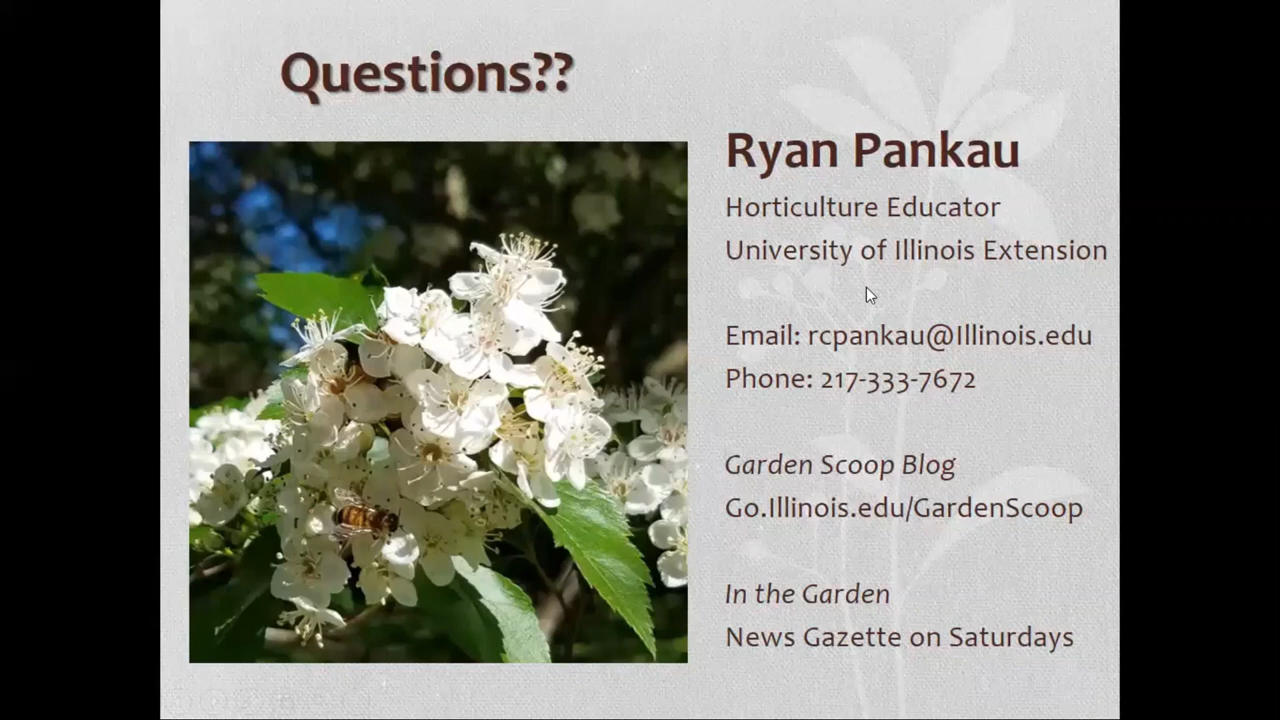 Questions??
Ryan Pankau
Horticulture Educator
University of Illinois Extension
Email: rcpankau@Illinois.edu
Phone: 217-333-7672
Garden Scoop Blog
Go.Illinois.edu/GardenScoop
In the Garden
News Gazette on Saturdays